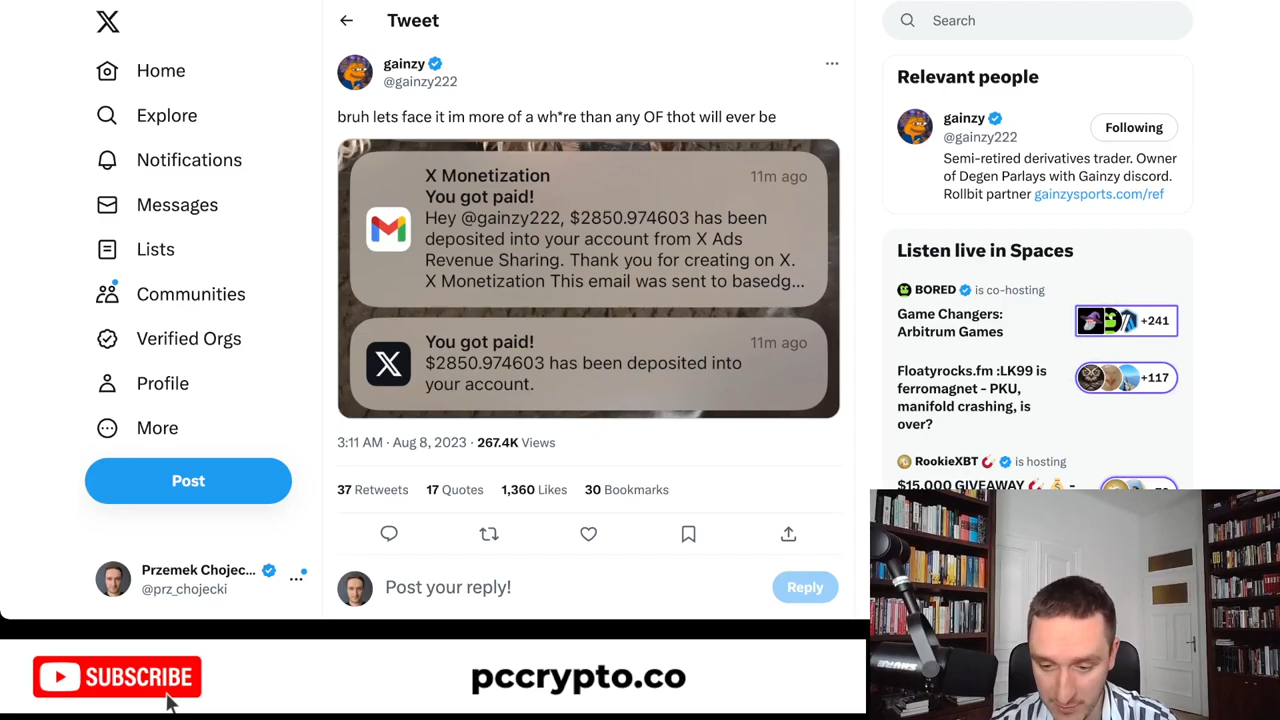 Tweet
Home
Explore
Notifications
Messages
Lists
Communities
Verified Orgs
Profile
More
Post
Przemek Chojec...
@prz_chojecki
gainzy
@gainzy222
bruh lets face it im more of a wh*re than any OF thot will ever be
X Monetization 11m ago
You got paid!
Hey @gainzy222, $2850.974603 has been
deposited into your account from X Ads
Revenue Sharing. Thank you for creating on X.
X Monetization This email was sent to basedg...
You got paid! 11m ago
$2850.974603 has been deposited into
your account.
3:11 AM · Aug 8, 2023 · 267.4K Views
37 Retweets 17 Quotes 1,360 Likes 30 Bookmarks
Post your reply!
Reply
Search
Relevant people
gainzy
@gainzy222
Following
Semi-retired derivatives trader. Owner
of Degen Parlays with Gainzy discord.
Rollbit partner gainzysports.com/ref
Listen live in Spaces
BORED is co-hosting
Game Changers:
Arbitrum Games
+241
Floatyrocks.fm :LK99 is
ferromagnet - PKU,
manifold crashing, is
over?
+117
RookieXBT is hosting
$15,000 GIVEAWAY -
SUBSCRIBE
pccrypto.co